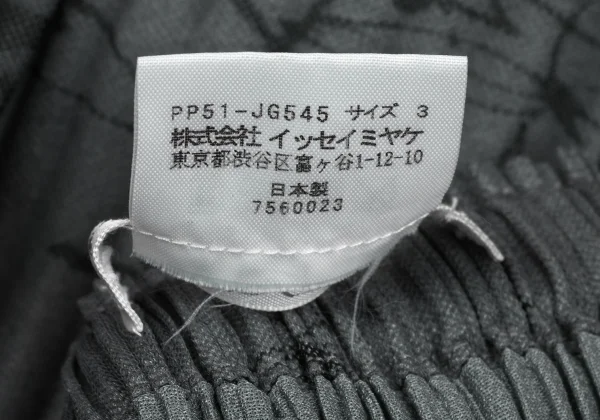 PP51-JG545 サイズ 3
株式会社 イッセイミヤケ
東京都渋谷区富ヶ谷1-12-10
日本製
7560023